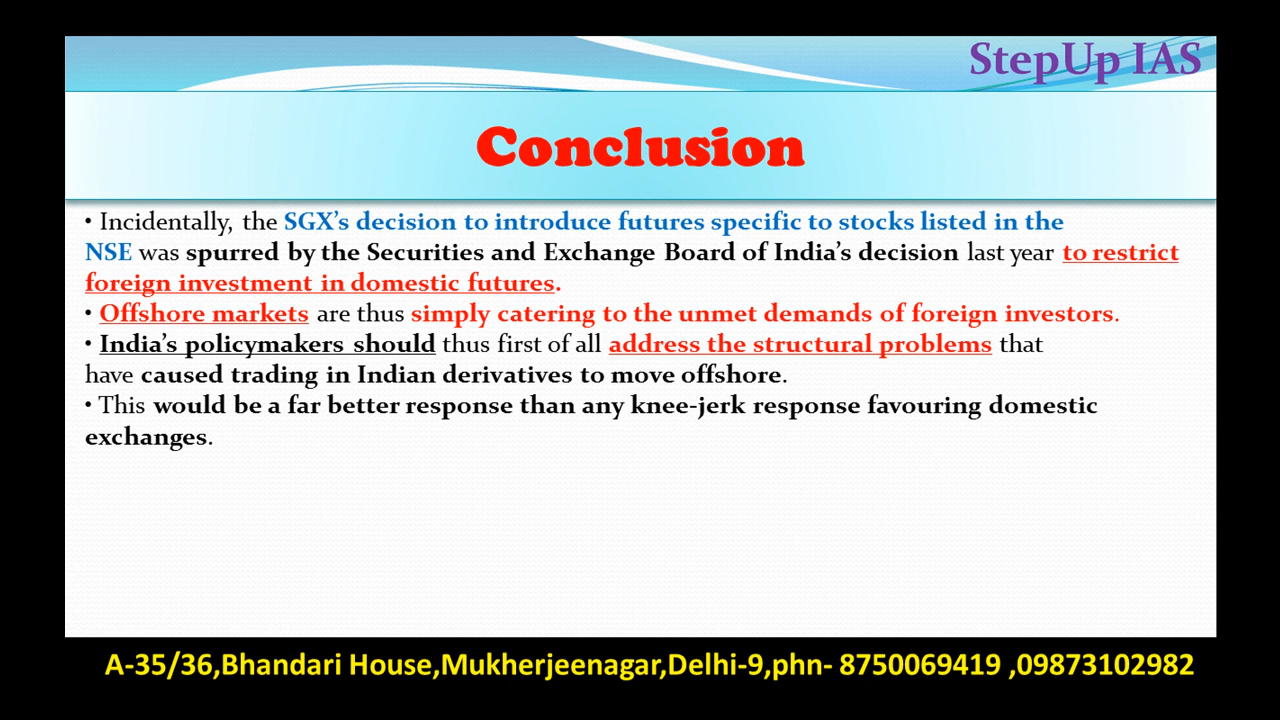 StepUp IAS
Conclusion
• Incidentally, the SGX's decision to introduce futures specific to stocks listed in the
NSE was spurred by the Securities and Exchange Board of India's decision last year to restrict
foreign investment in domestic futures.
• Offshore markets are thus simply catering to the unmet demands of foreign investors.
• India's policymakers should thus first of all address the structural problems that
have caused trading in Indian derivatives to move offshore.
• This would be a far better response than any knee-jerk response favouring domestic
exchanges.
A-35/36,Bhandari House,Mukherjeenagar,Delhi-9,phn- 8750069419 ,09873102982